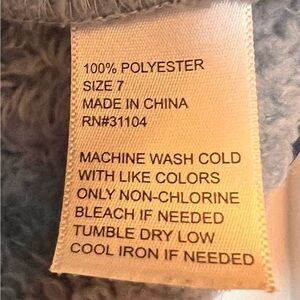 100% POLYESTER
SIZE 7
MADE IN CHINA
RN#31104
MACHINE WASH COLD
WITH LIKE COLORS
ONLY NON-CHLORINE
BLEACH IF NEEDED
TUMBLE DRY LOW
COOL IRON IF NEEDED